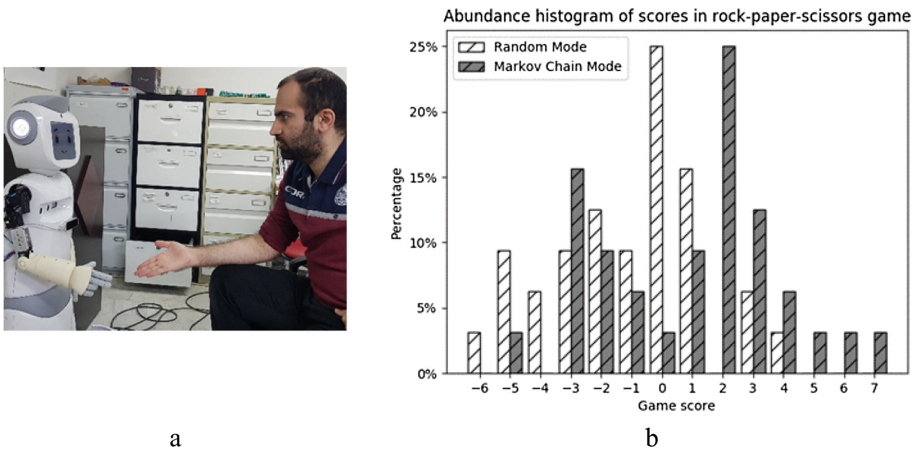 Abundance histogram of scores in rock-paper-scissors game
Random Mode
Markov Chain Mode
25%
20%
15%
10%
5%
0%
Percentage
−6 −5 −4 −3 −2 −1 0 1 2 3 4 5 6 7
Game score
a b